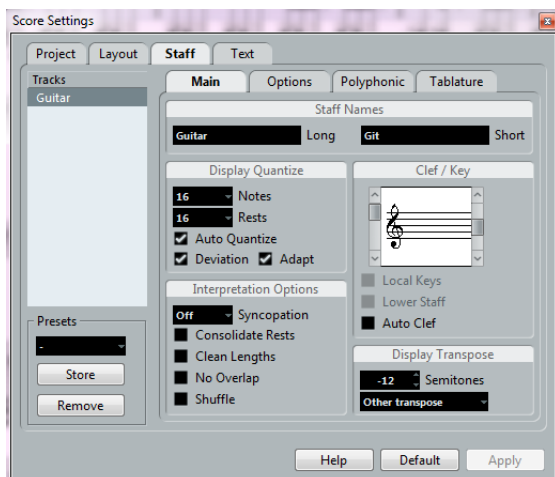 Score Settings
Project Layout Staff Text
Tracks
Guitar
Main Options Polyphonic Tablature
Staff Names
Guitar Long Git Short
Display Quantize
16 Notes
16 Rests
Auto Quantize
Deviation Adapt
Clef / Key
Local Keys
Lower Staff
Auto Clef
Interpretation Options
Off Syncopation
Consolidate Rests
Clean Lengths
No Overlap
Shuffle
Display Transpose
-12 Semitones
Other transpose
Presets
-
Store
Remove
Help Default Apply